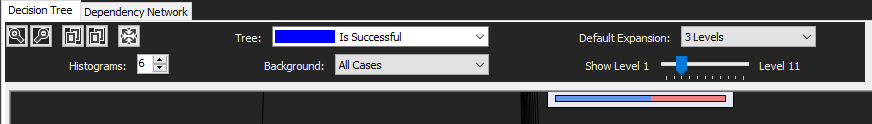 Decision Tree Dependency Network
Tree: Is Successful Default Expansion: 3 Levels
Histograms: 6 Background: All Cases Show Level 1 Level 11